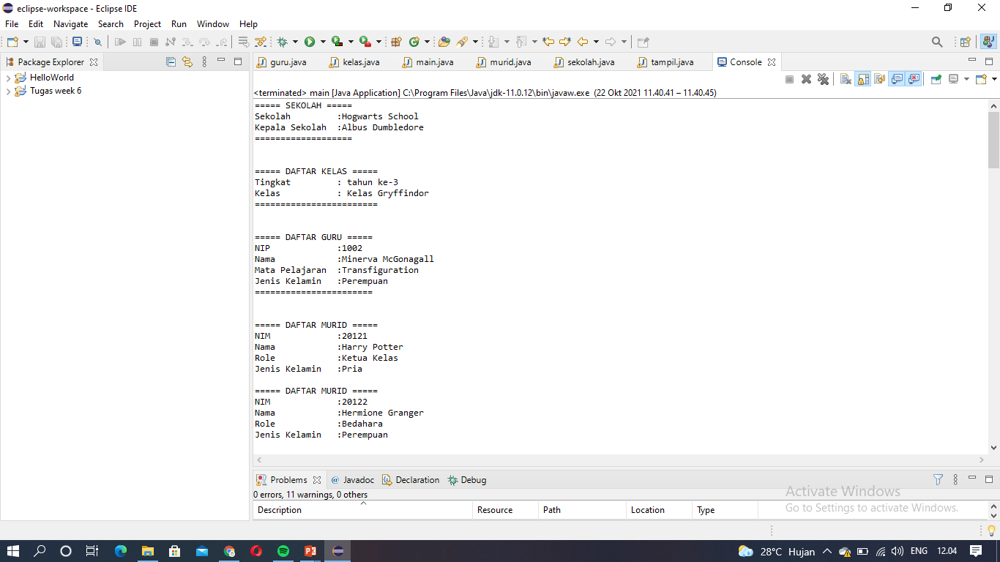 eclipse-workspace - Eclipse IDE
File Edit Navigate Search Project Run Window Help
Package Explorer
guru.java kelas.java main.java murid.java sekolah.java tampil.java Console
HelloWorld
Tugas week 6
<terminated> main [Java Application] C:\Program Files\Java\jdk-11.0.12\bin\javaw.exe (22 Okt 2021 11.40.41 – 11.40.45)
===== SEKOLAH =====
Sekolah :Hogwarts School
Kepala Sekolah :Albus Dumbledore
===================
===== DAFTAR KELAS =====
Tingkat : tahun ke-3
Kelas : Kelas Gryffindor
========================
===== DAFTAR GURU =====
NIP :1002
Nama :Minerva McGonagall
Mata Pelajaran :Transfiguration
Jenis Kelamin :Perempuan
=======================
===== DAFTAR MURID =====
NIM :20121
Nama :Harry Potter
Role :Ketua Kelas
Jenis Kelamin :Pria
===== DAFTAR MURID =====
NIM :20122
Nama :Hermione Granger
Role :Bedahara
Jenis Kelamin :Perempuan
Problems Javadoc Declaration Debug
0 errors, 11 warnings, 0 others
Description Resource Path Location Type
Activate Windows
Go to Settings to activate Windows.
28°C Hujan ENG 12.04